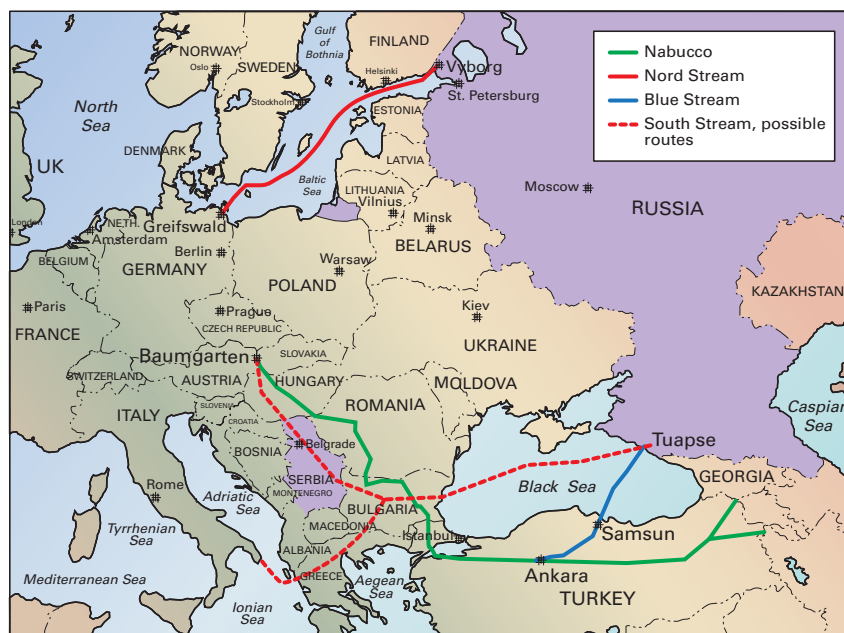 Nabucco
Nord Stream
Blue Stream
South Stream, possible
routes
NORWAY
Oslo
SWEDEN
Stockholm
Gulf
of
Bothnia
FINLAND
Helsinki
Vyborg
St. Petersburg
North
Sea
ESTONIA
DENMARK
LATVIA
Baltic
Sea
UK
LITHUANIA
Vilnius
Moscow
RUSSIA
London
NETH.
Amsterdam
Greifswald
Minsk
BELARUS
Berlin
BELGIUM
GERMANY
Warsaw
POLAND
KAZAKHSTAN
Paris
Prague
Kiev
FRANCE
CZECH REPUBLIC
UKRAINE
Baumgarten
SLOVAKIA
SWITZERLAND
AUSTRIA
HUNGARY
MOLDOVA
ROMANIA
SLOVENIA
ITALY
CROATIA
Caspian
Sea
Belgrade
Tuapse
BOSNIA
SERBIA
Black Sea
GEORGIA
Rome
Adriatic
Sea
MONTENEGRO
BULGARIA
MACEDONIA
Istanbul
Samsun
Tyrrhenian
Sea
ALBANIA
Ankara
Mediterranean Sea
GREECE
Aegean
Sea
TURKEY
Ionian
Sea